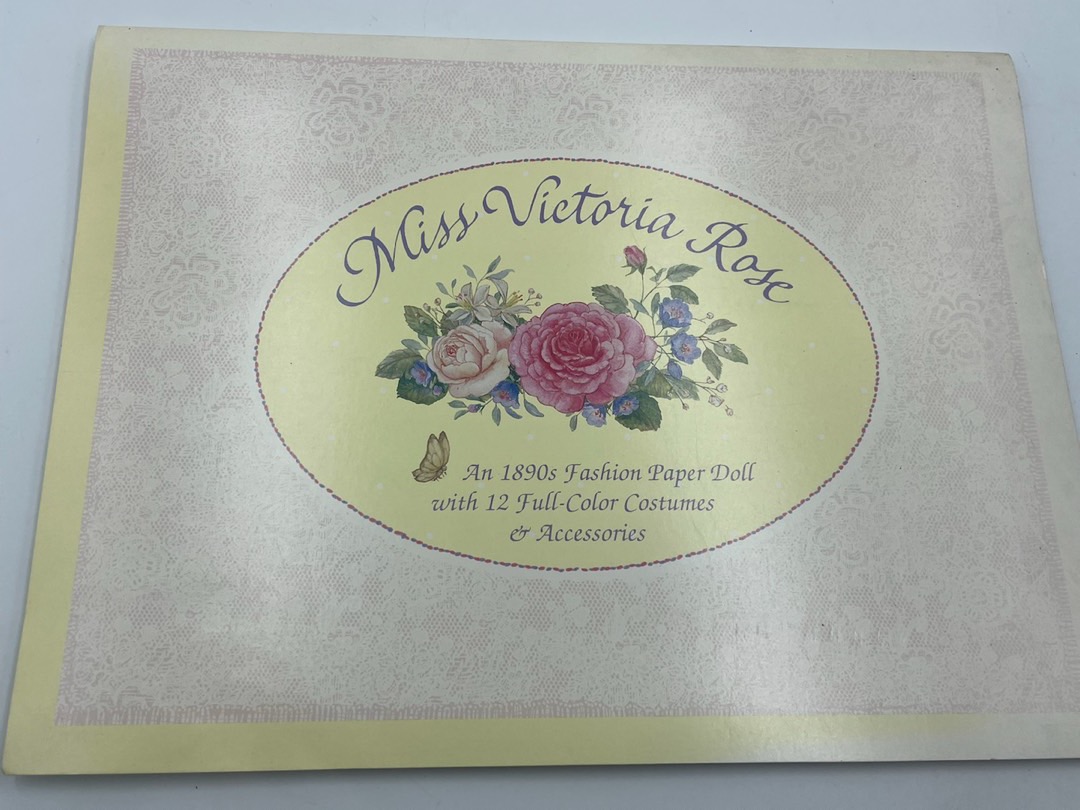 Miss Victoria Rose
An 1890s Fashion Paper Doll
with 12 Full-Color Costumes
& Accessories